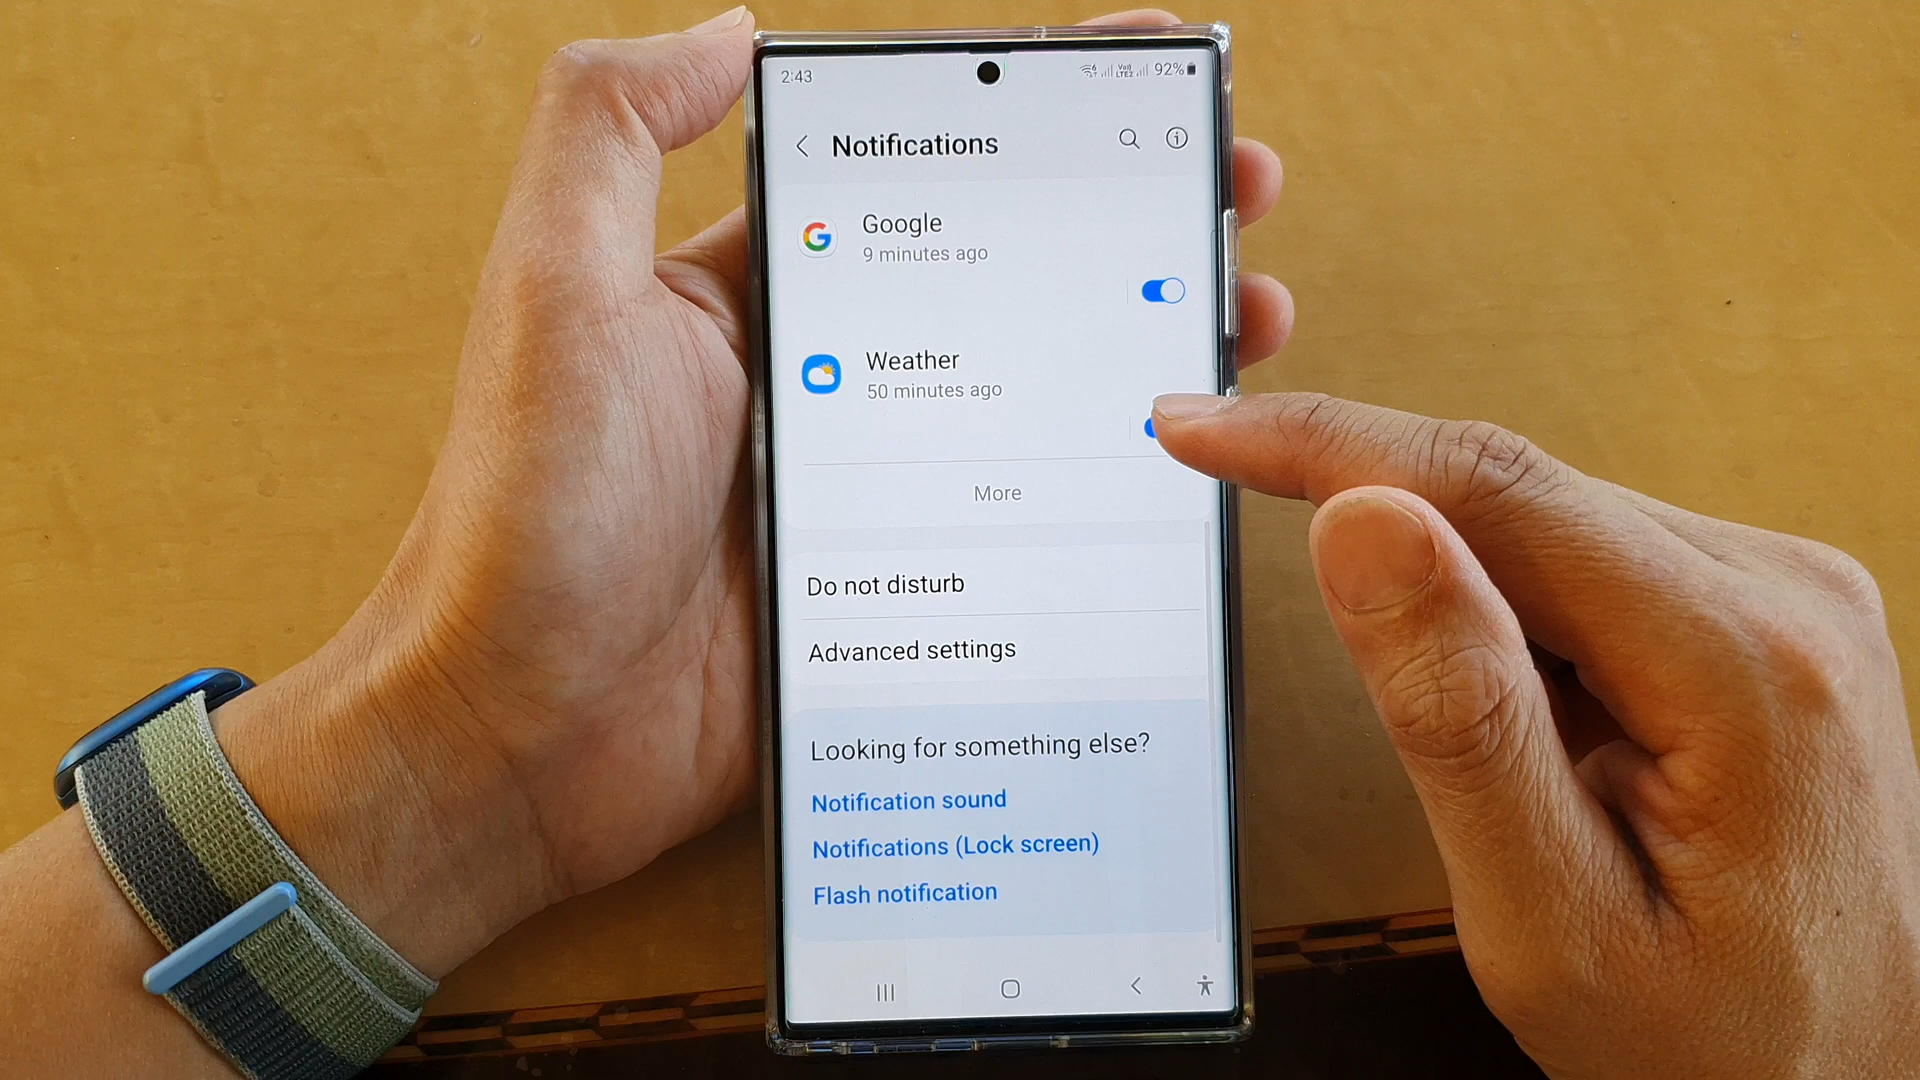 2:43
92%
Notifications
Google
9 minutes ago
Weather
50 minutes ago
More
Do not disturb
Advanced settings
Looking for something else?
Notification sound
Notifications (Lock screen)
Flash notification